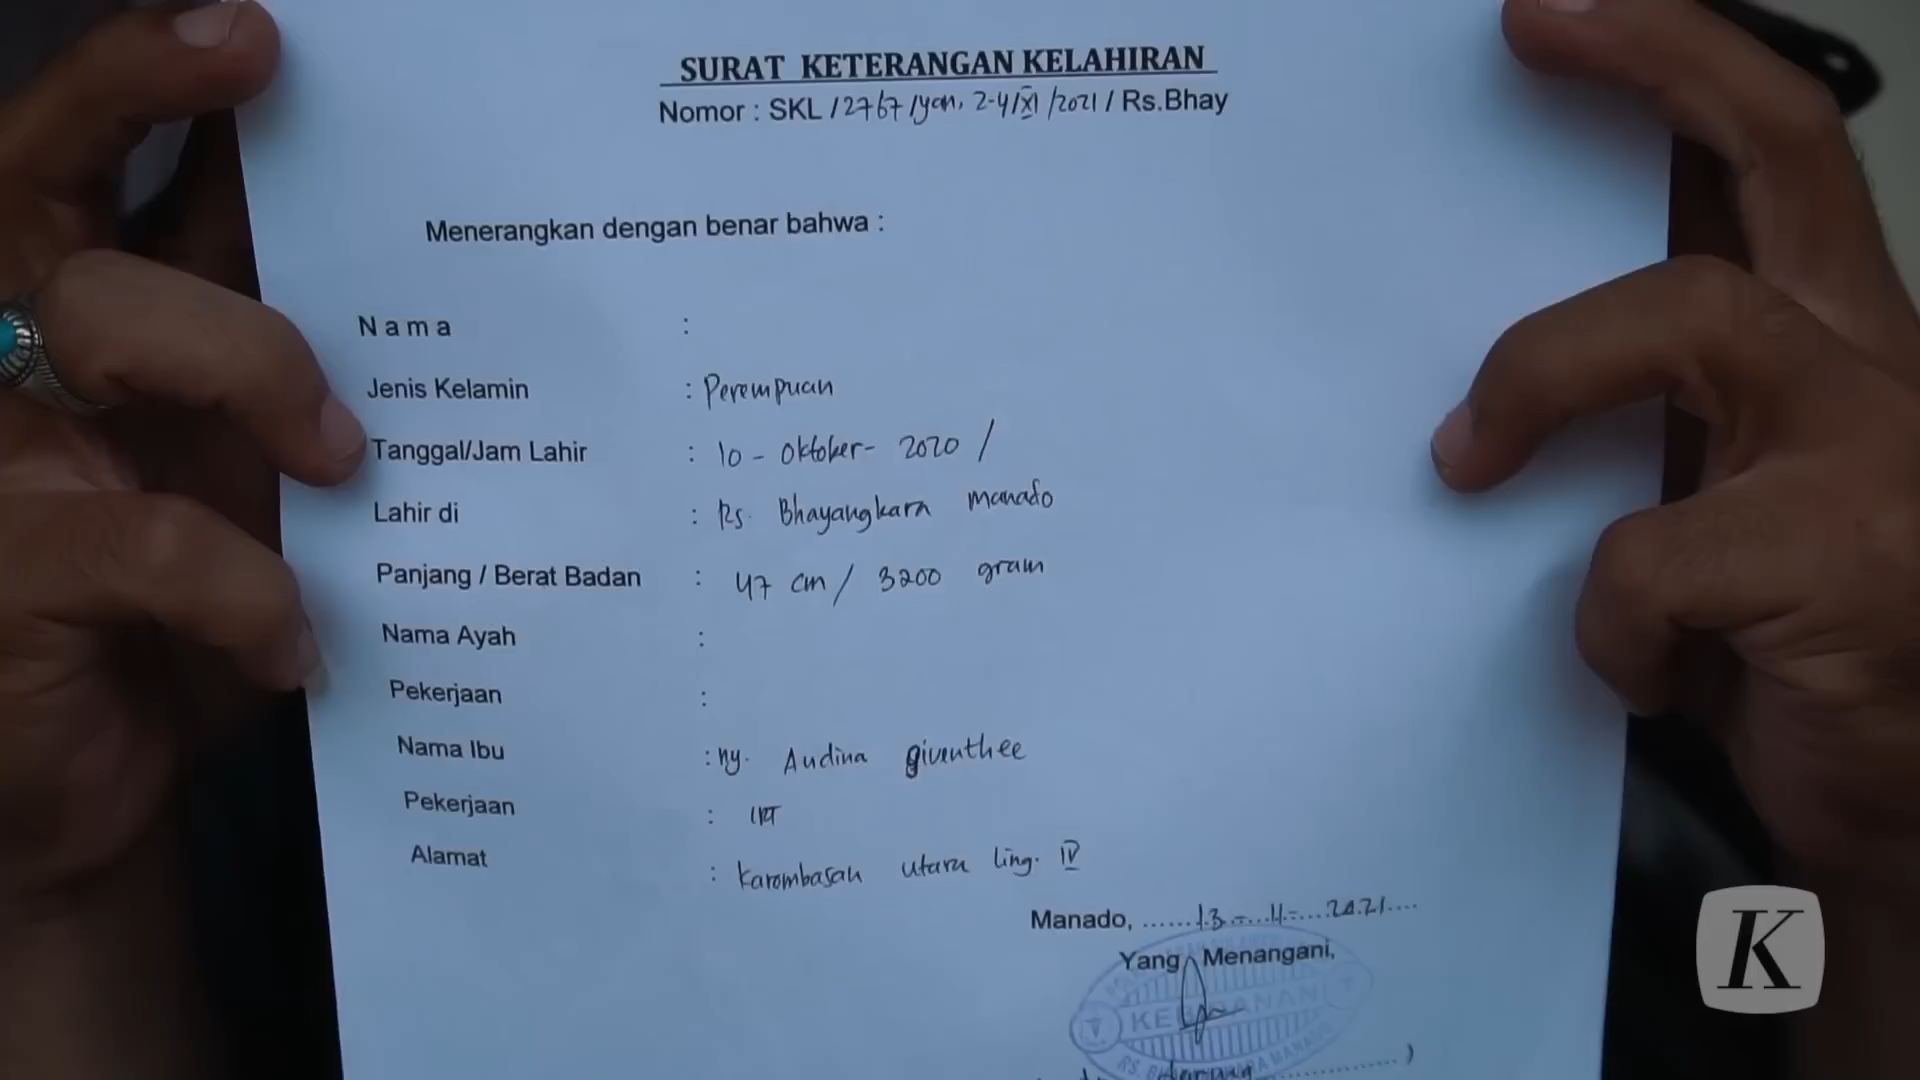 SURAT KETERANGAN KELAHIRAN
Nomor : SKL /2767/yan. 2-4/XI/2021 / Rs.Bhay
Menerangkan dengan benar bahwa :
Nama :
Jenis Kelamin : Perempuan
Tanggal/Jam Lahir : 10 - Oktober - 2020 /
Lahir di : Rs. Bhayangkara Manado
Panjang / Berat Badan : 47 cm / 3200 gram
Nama Ayah :
Pekerjaan :
Nama Ibu : ny. Audina giventhee
Pekerjaan : IRT
Alamat : Karombasan utara ling. IV
Manado, ......13-...11-....2021....
Yang Menangani,
K